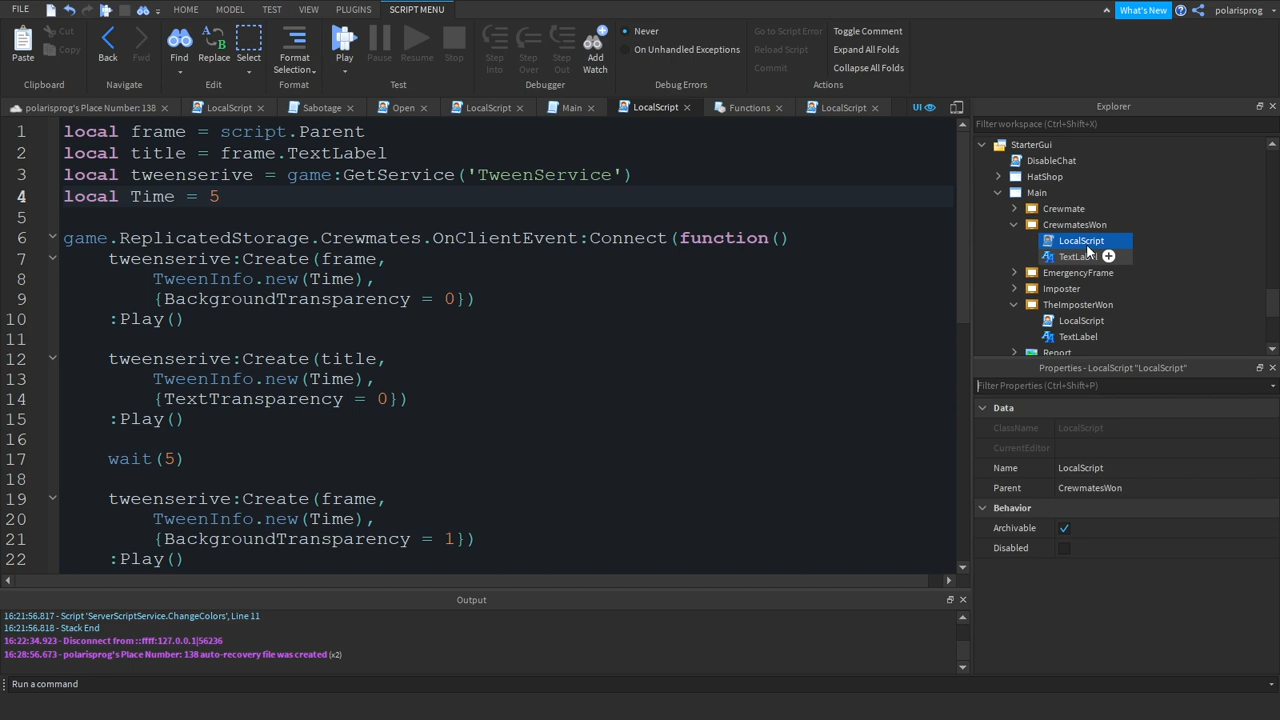 FILE HOME MODEL TEST VIEW PLUGINS SCRIPT MENU What's New polarisprog
Paste Cut Copy Back Fwd Find Replace Select Format Selection Play Pause Resume Stop Step Into Step Over Step Out Add Watch Never On Unhandled Exceptions Go to Script Error Reload Script Commit Toggle Comment Expand All Folds Collapse All Folds
Clipboard Navigate Edit Format Test Debugger Debug Errors Actions
polarisprog's Place Number: 138 × LocalScript × Sabotage × Open × LocalScript × Main × LocalScript × Functions × LocalScript × UI
1 local frame = script.Parent
2 local title = frame.TextLabel
3 local tweenserive = game:GetService('TweenService')
4 local Time = 5
5
6 game.ReplicatedStorage.Crewmates.OnClientEvent:Connect(function()
7 tweenserive:Create(frame,
8 TweenInfo.new(Time),
9 {BackgroundTransparency = 0})
10 :Play()
11
12 tweenserive:Create(title,
13 TweenInfo.new(Time),
14 {TextTransparency = 0})
15 :Play()
16
17 wait(5)
18
19 tweenserive:Create(frame,
20 TweenInfo.new(Time),
21 {BackgroundTransparency = 1})
22 :Play()
Output
16:21:56.817 - Script 'ServerScriptService.ChangeColors', Line 11
16:21:56.818 - Stack End
16:22:34.923 - Disconnect from ::ffff:127.0.0.1|56236
16:28:56.673 - polarisprog's Place Number: 138 auto-recovery file was created (x2)
Run a command
Explorer
Filter workspace (Ctrl+Shift+X)
StarterGui
DisableChat
HatShop
Main
Crewmate
CrewmatesWon
LocalScript
TextLabel
EmergencyFrame
Imposter
TheImposterWon
LocalScript
TextLabel
Report
Properties - LocalScript "LocalScript"
Filter Properties (Ctrl+Shift+P)
Data
ClassName LocalScript
CurrentEditor
Name LocalScript
Parent CrewmatesWon
Behavior
Archivable
Disabled